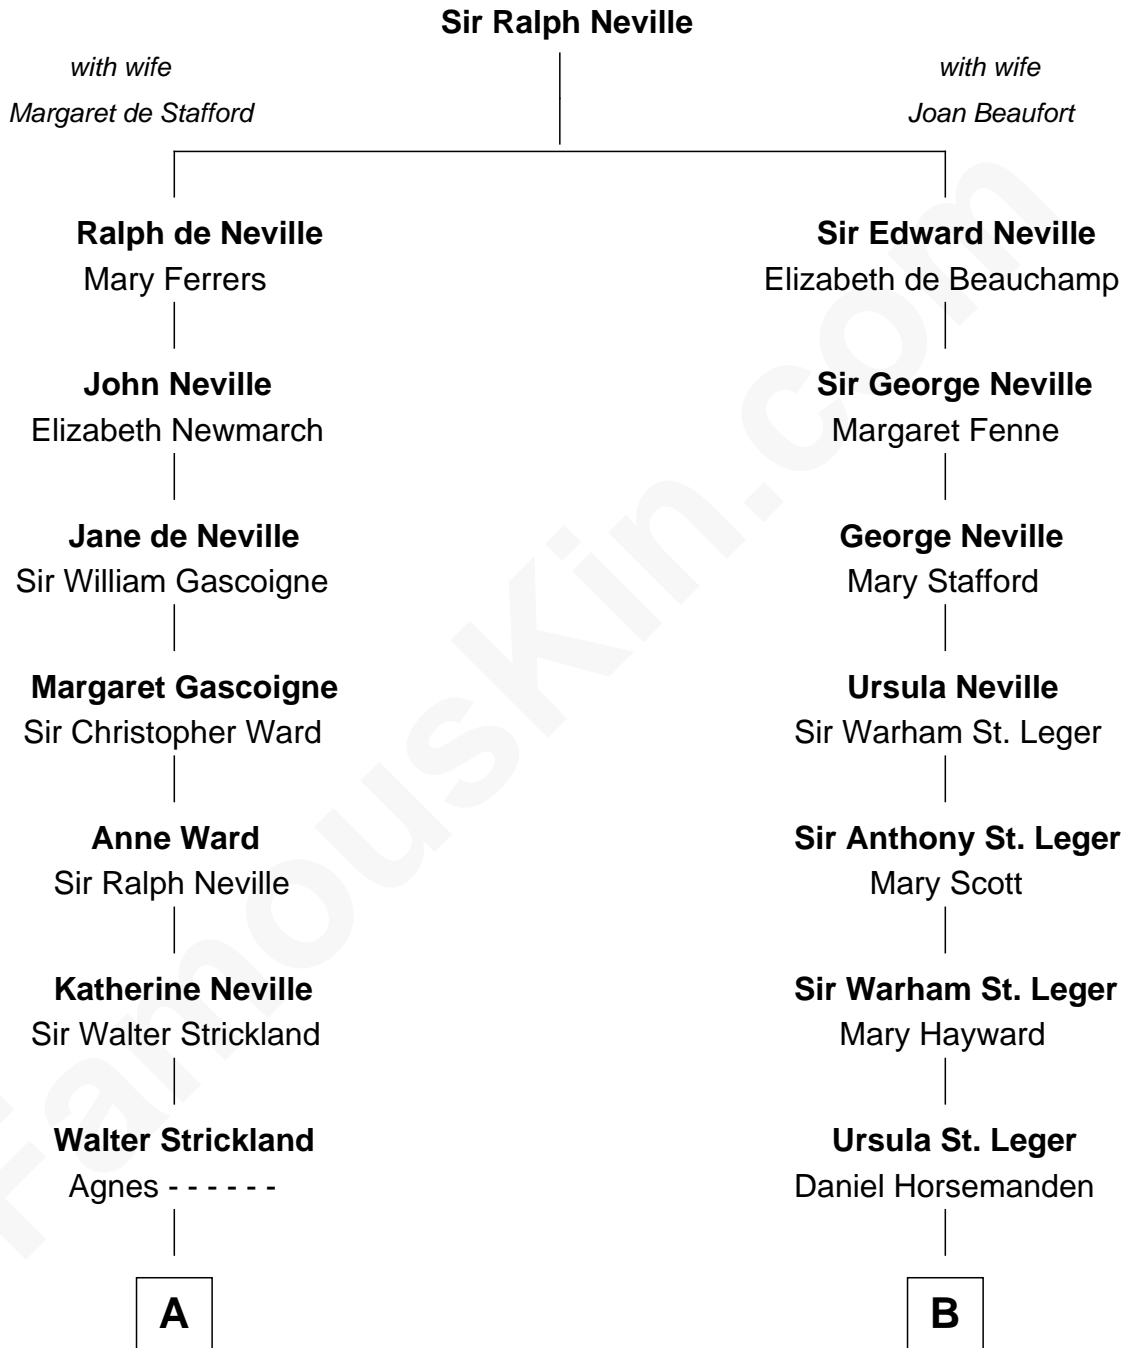 Sir Ralph Neville
with wife
Margaret de Stafford
with wife
Joan Beaufort
Ralph de Neville
Mary Ferrers
Sir Edward Neville
Elizabeth de Beauchamp
John Neville
Elizabeth Newmarch
Sir George Neville
Margaret Fenne
Jane de Neville
Sir William Gascoigne
George Neville
Mary Stafford
Margaret Gascoigne
Sir Christopher Ward
Ursula Neville
Sir Warham St. Leger
Anne Ward
Sir Ralph Neville
Sir Anthony St. Leger
Mary Scott
Katherine Neville
Sir Walter Strickland
Sir Warham St. Leger
Mary Hayward
Walter Strickland
Agnes - - - - - -
Ursula St. Leger
Daniel Horsemanden
A
B
FamousKin.com